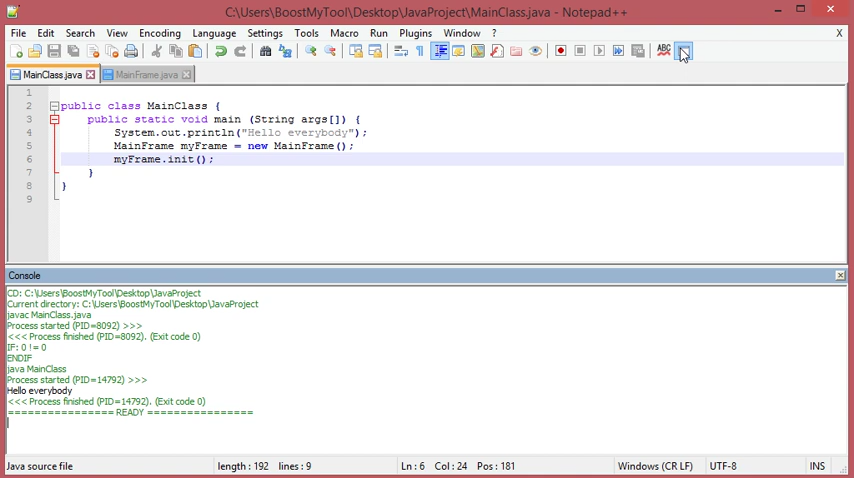 C:\Users\BoostMyTool\Desktop\JavaProject\MainClass.java - Notepad++
File Edit Search View Encoding Language Settings Tools Macro Run Plugins Window ? X
ABC
MainClass.java MainFrame.java
1
2 public class MainClass {
3 public static void main (String args[]) {
4 System.out.println("Hello everybody");
5 MainFrame myFrame = new MainFrame();
6 myFrame.init();
7 }
8 }
9
Console
CD: C:\Users\BoostMyTool\Desktop\JavaProject
Current directory: C:\Users\BoostMyTool\Desktop\JavaProject
javac MainClass.java
Process started (PID=8092) >>>
<<< Process finished (PID=8092). (Exit code 0)
IF: 0 != 0
ENDIF
java MainClass
Process started (PID=14792) >>>
Hello everybody
<<< Process finished (PID=14792). (Exit code 0)
================ READY ================
Java source file length : 192 lines : 9 Ln : 6 Col : 24 Pos : 181 Windows (CR LF) UTF-8 INS